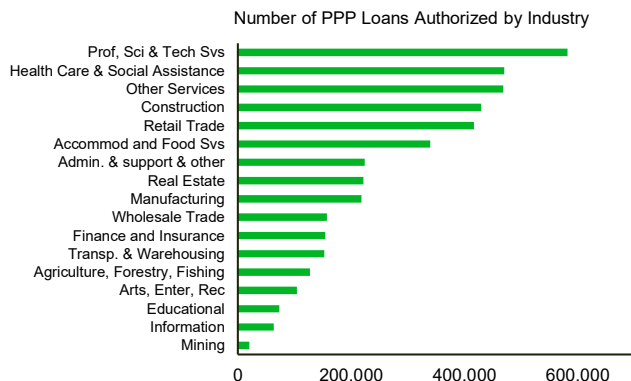 Number of PPP Loans Authorized by Industry
Prof, Sci & Tech Svs
Health Care & Social Assistance
Other Services
Construction
Retail Trade
Accommod and Food Svs
Admin. & support & other
Real Estate
Manufacturing
Wholesale Trade
Finance and Insurance
Transp. & Warehousing
Agriculture, Forestry, Fishing
Arts, Enter, Rec
Educational
Information
Mining
0 200.000 400.000 600.000